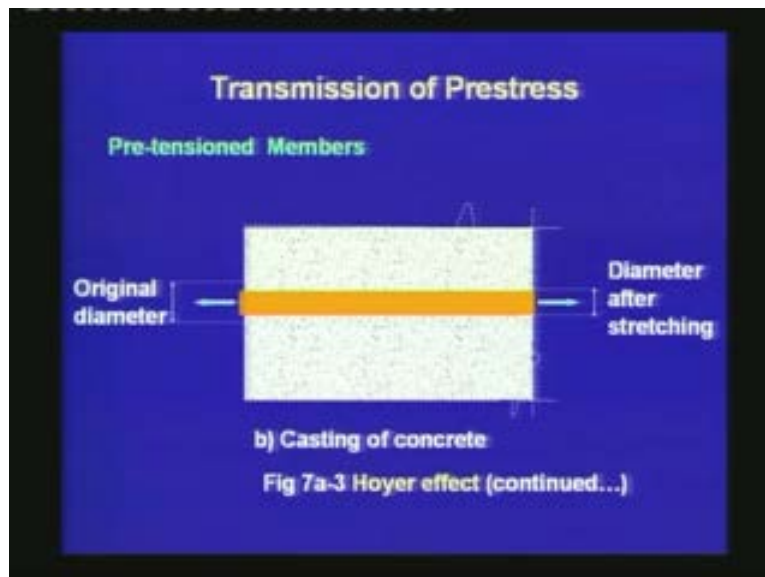 Transmission of Prestress
Pre-tensioned Members
Original
diameter
Diameter
after
stretching
b) Casting of concrete
Fig 7a-3 Hoyer effect (continued...)